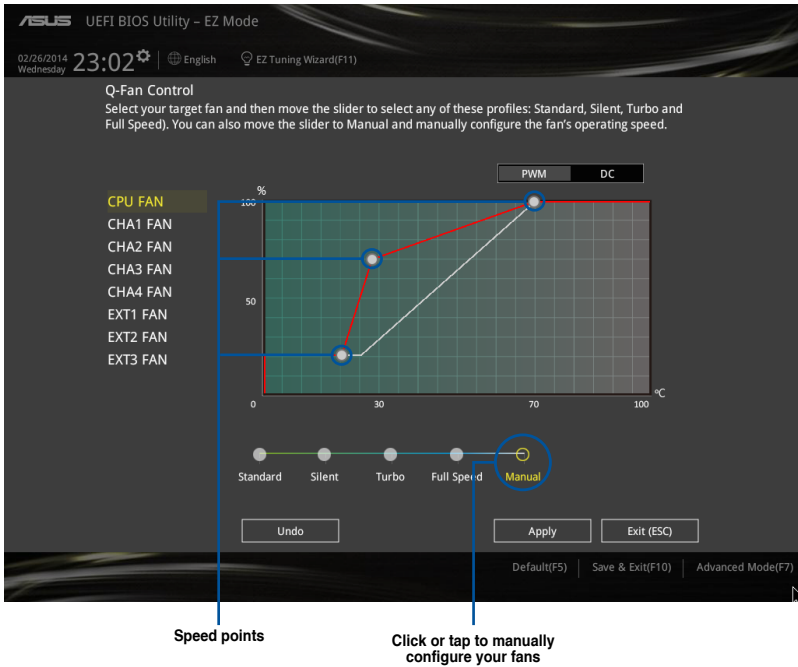 ASUS UEFI BIOS Utility – EZ Mode
02/26/2014
Wednesday
23:02
English
EZ Tuning Wizard(F11)
Q-Fan Control
Select your target fan and then move the slider to select any of these profiles: Standard, Silent, Turbo and
Full Speed). You can also move the slider to Manual and manually configure the fan's operating speed.
PWM DC
CPU FAN
CHA1 FAN
CHA2 FAN
CHA3 FAN
CHA4 FAN
EXT1 FAN
EXT2 FAN
EXT3 FAN
%
100
50
0 30 70 100
ºC
Standard Silent Turbo Full Speed Manual
Undo Apply Exit (ESC)
Default(F5) Save & Exit(F10) Advanced Mode(F7)
Speed points
Click or tap to manually
configure your fans